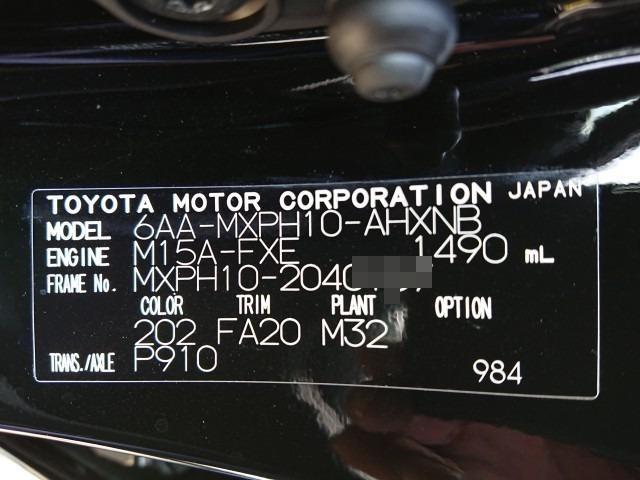 TOYOTA MOTOR CORPORATION JAPAN
MODEL 6AA-MXPH10-AHXNB
ENGINE M15A-FXE 1490 mL
FRAME No. MXPH10-2040
COLOR TRIM PLANT OPTION
202 FA20 M32
TRANS./AXLE P910 984